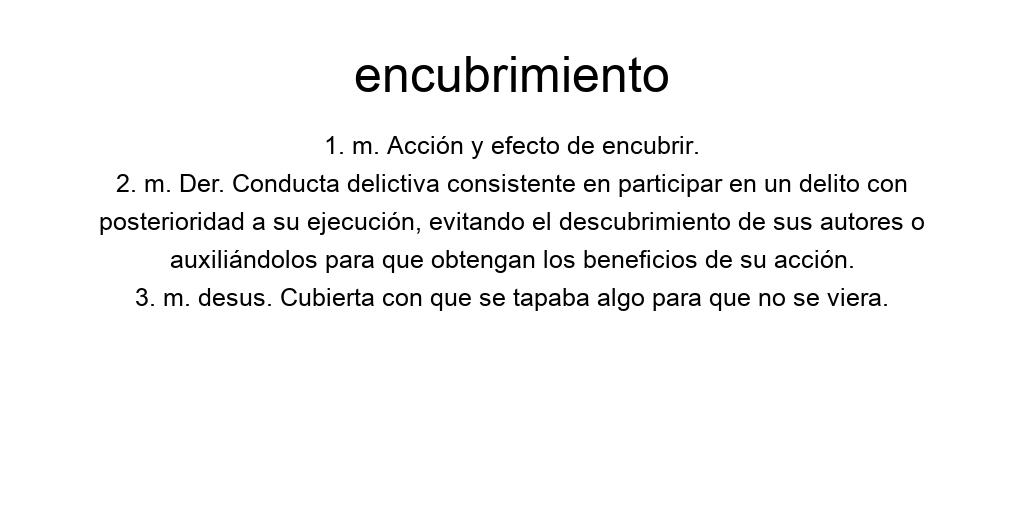 encubrimiento
1. m. Acción y efecto de encubrir.
2. m. Der. Conducta delictiva consistente en participar en un delito con
posterioridad a su ejecución, evitando el descubrimiento de sus autores o
auxiliándolos para que obtengan los beneficios de su acción.
3. m. desus. Cubierta con que se tapaba algo para que no se viera.